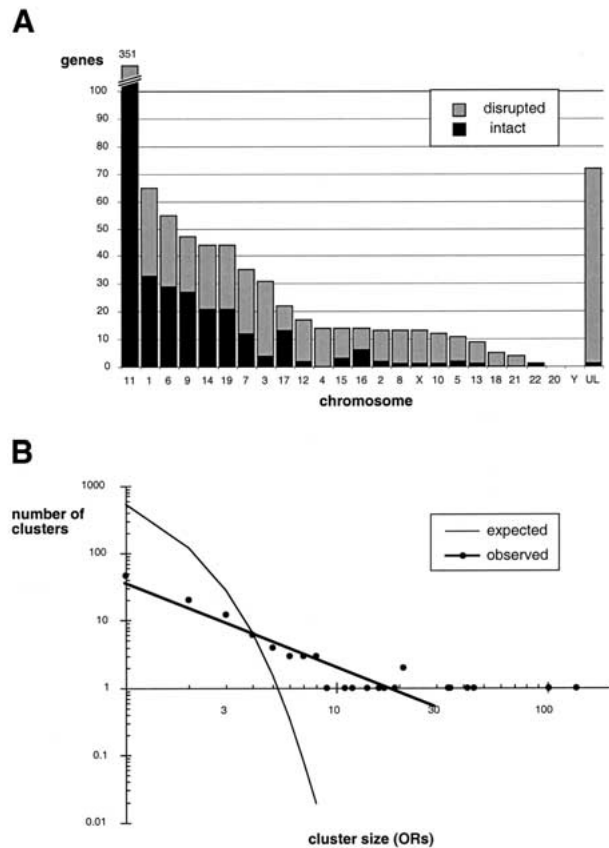 A
351
genes
100
90
80
70
60
50
40
30
20
10
0
disrupted
intact
11 1 6 9 14 19 7 3 17 12 4 15 16 2 8 X 10 5 13 18 21 22 20 Y UL
chromosome
B
1000
number of
clusters
100
10
1
0.1
0.01
expected
observed
3 10 30 100
cluster size (ORs)